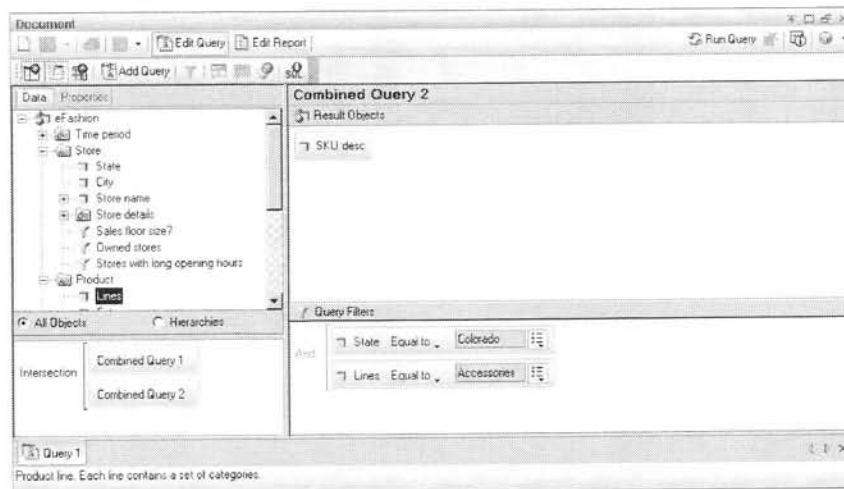 Document
Edit Query Edit Report Run Query
Add Query SQL
Data Properties
eFashion
Time period
Store
State
City
Store name
Store details
Sales floor size?
Owned stores
Stores with long opening hours
Product
Lines
All Objects Hierarchies
Intersection
Combined Query 1
Combined Query 2
Combined Query 2
Result Objects
SKU desc
Query Filters
And
State Equal to Colorado
Lines Equal to Accessories
Query 1
Product line. Each line contains a set of categories.